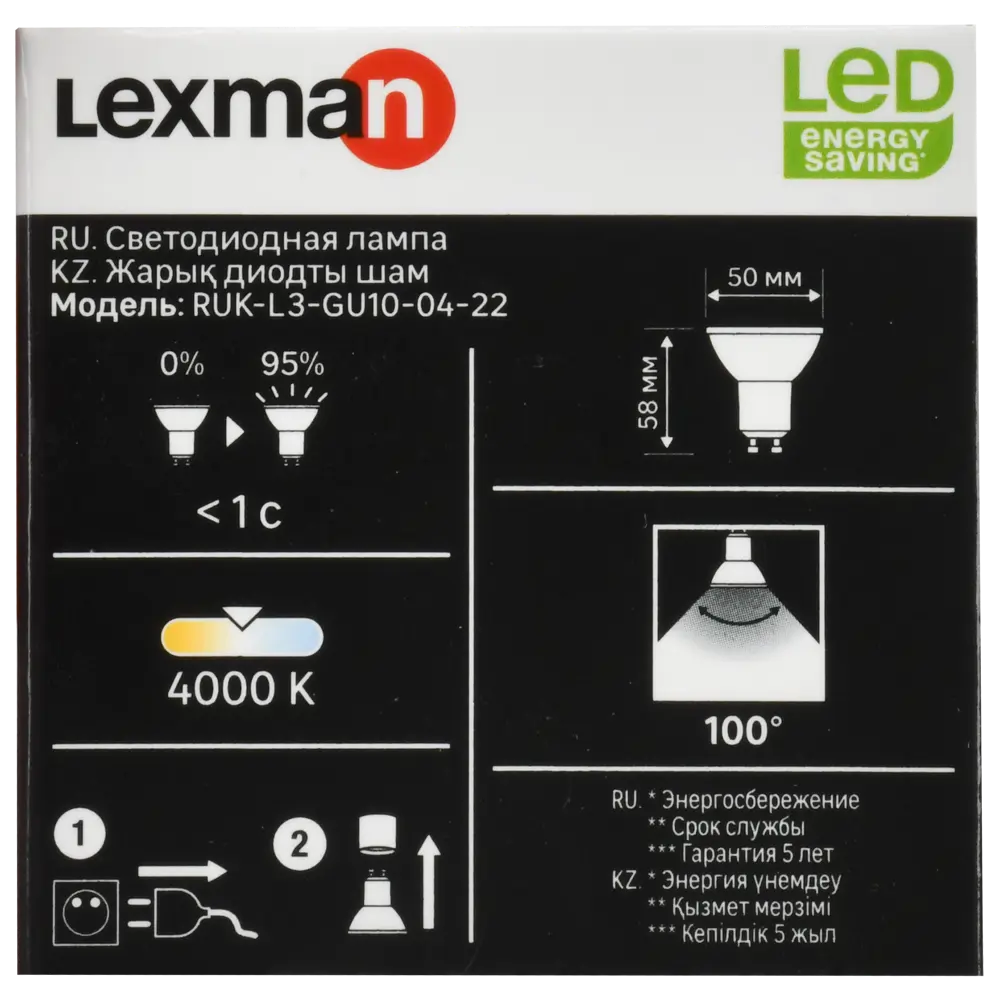 Lexman
LED
ENERGY
SAVING*
RU. Светодиодная лампа
KZ. Жарық диодты шам
Модель: RUK-L3-GU10-04-22
0% 95%
< 1 с
4000 K
1
2
50 мм
58 мм
100°
RU. * Энергосбережение
** Срок службы
*** Гарантия 5 лет
KZ. * Энергия үнемдеу
** Қызмет мерзімі
*** Кепілдік 5 жыл